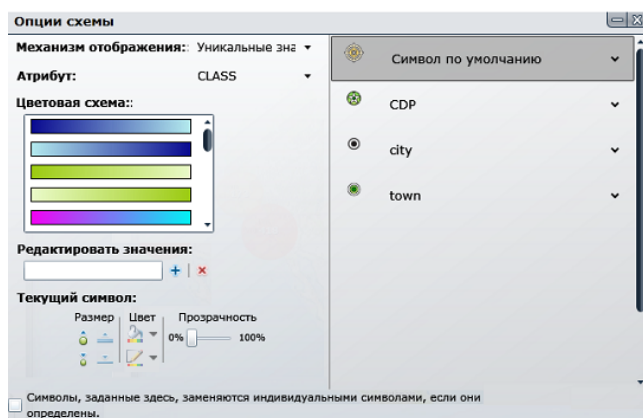 Опции схемы
Механизм отображения:: Уникальные зна
Атрибут: CLASS
Цветовая схема::
Редактировать значения:
Текущий символ:
Размер Цвет Прозрачность
0% 100%
Символ по умолчанию
CDP
city
town
Символы, заданные здесь, заменяются индивидуальными символами, если они
определены.